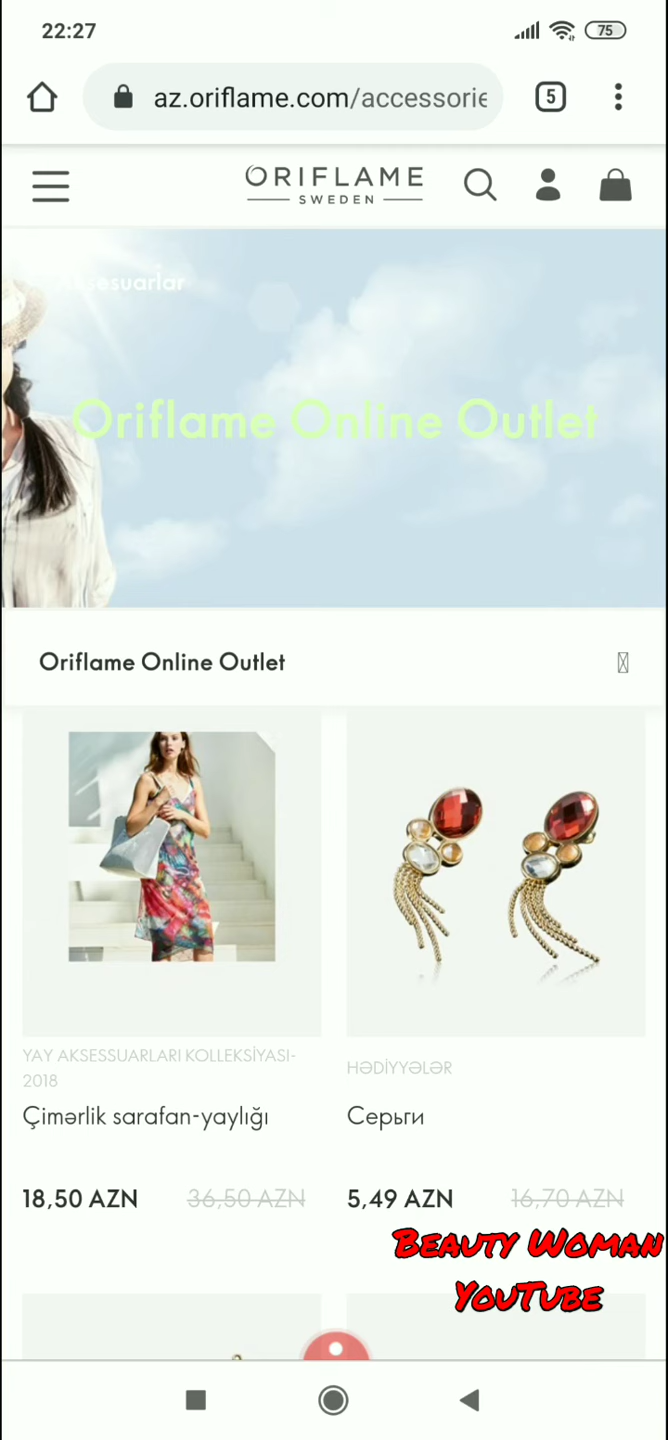 22:27
75
az.oriflame.com/accessorie
5
ORIFLAME
SWEDEN
Aksesuarlar
Oriflame Online Outlet
Oriflame Online Outlet
YAY AKSESSUARLARI KOLLEKSİYASI-
2018
HƏDİYYƏLƏR
Çimərlik sarafan-yaylığı
Серьги
18,50 AZN 36,50 AZN
5,49 AZN 16,70 AZN
Beauty Woman
YouTube